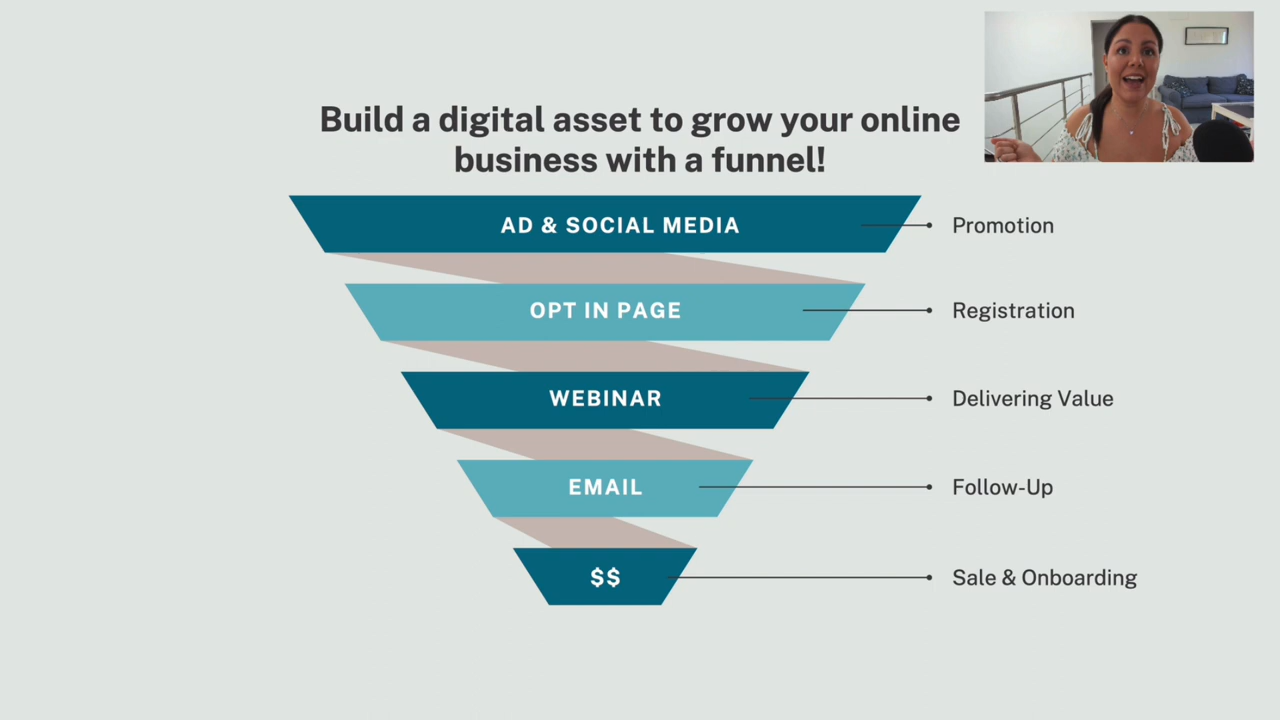 Build a digital asset to grow your online
business with a funnel!
AD & SOCIAL MEDIA
Promotion
OPT IN PAGE
Registration
WEBINAR
Delivering Value
EMAIL
Follow-Up
$$
Sale & Onboarding